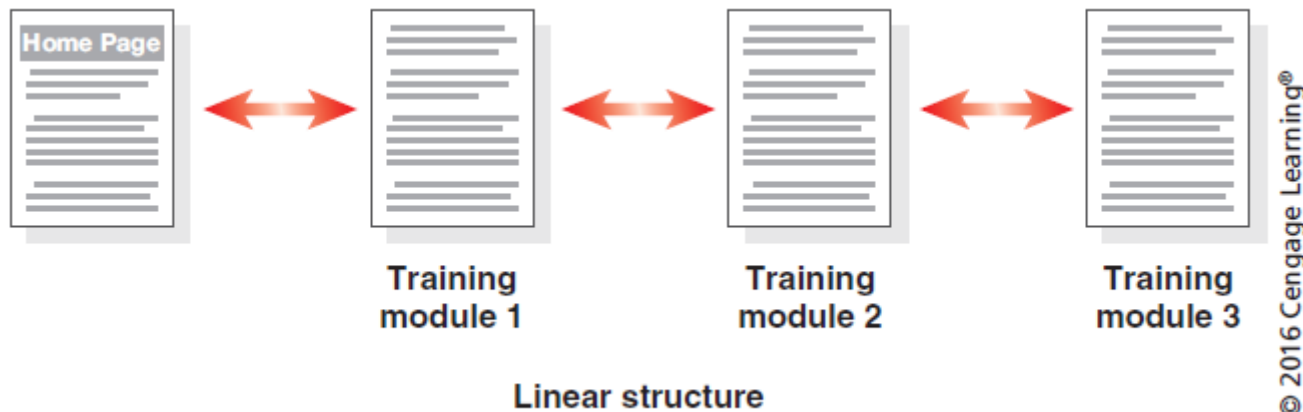 Home Page
Training
module 1
Training
module 2
Training
module 3
Linear structure
© 2016 Cengage Learning®